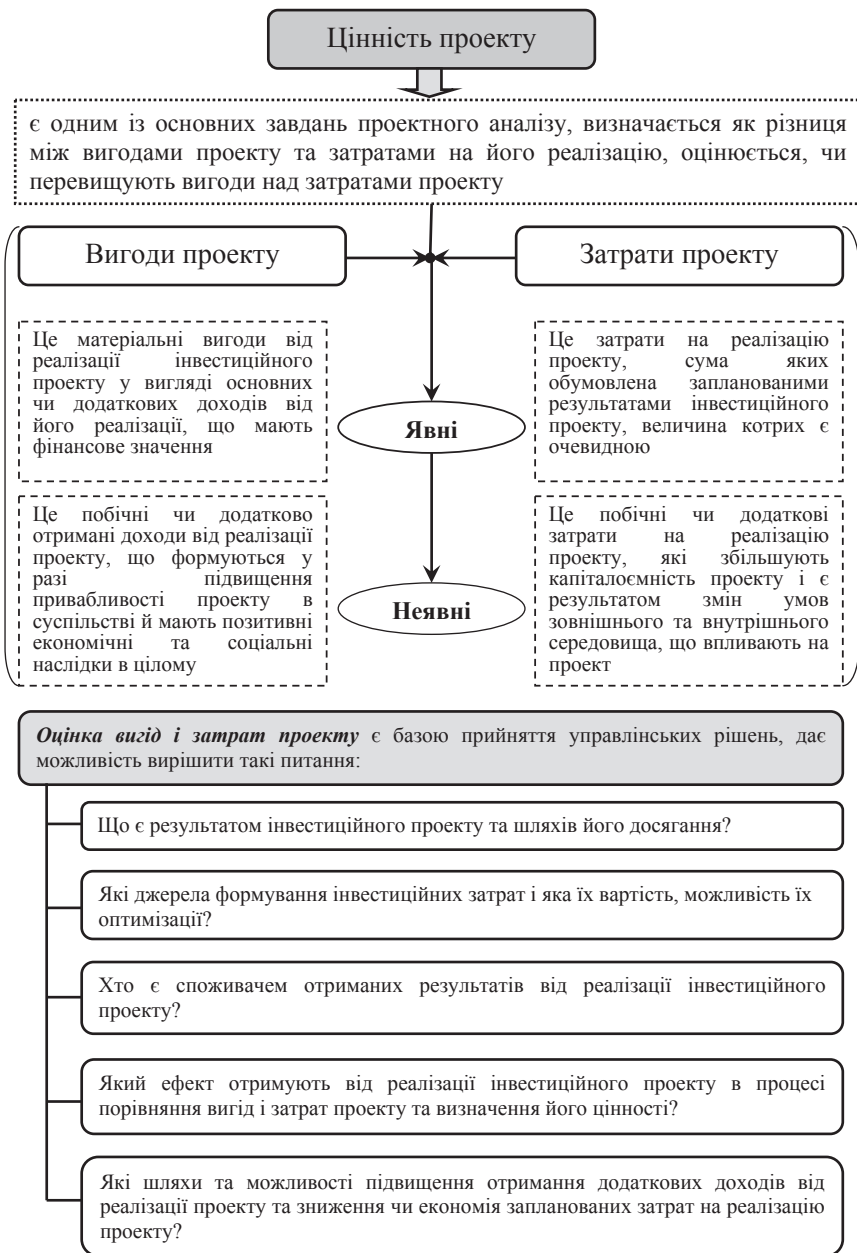 Цінність проекту
є одним із основних завдань проектного аналізу, визначається як різниця
між вигодами проекту та затратами на його реалізацію, оцінюється, чи
перевищують вигоди над затратами проекту
Вигоди проекту
Затрати проекту
Це матеріальні вигоди від
реалізації інвестиційного
проекту у вигляді основних
чи додаткових доходів від
його реалізації, що мають
фінансове значення
Явні
Це затрати на реалізацію
проекту, сума яких
обумовлена запланованими
результатами інвестиційного
проекту, величина котрих є
очевидною
Це побічні чи додатково
отримані доходи від реалізації
проекту, що формуються у
разі підвищення
привабливості проекту в
суспільстві й мають позитивні
економічні та соціальні
наслідки в цілому
Неявні
Це побічні чи додаткові
затрати на реалізацію
проекту, які збільшують
капіталоємність проекту і є
результатом змін умов
зовнішнього та внутрішнього
середовища, що впливають на
проект
Оцінка вигід і затрат проекту є базою прийняття управлінських рішень, дає
можливість вирішити такі питання:
Що є результатом інвестиційного проекту та шляхів його досягання?
Які джерела формування інвестиційних затрат і яка їх вартість, можливість їх
оптимізації?
Хто є споживачем отриманих результатів від реалізації інвестиційного
проекту?
Який ефект отримують від реалізації інвестиційного проекту в процесі
порівняння вигід і затрат проекту та визначення його цінності?
Які шляхи та можливості підвищення отримання додаткових доходів від
реалізації проекту та зниження чи економія запланованих затрат на реалізацію
проекту?